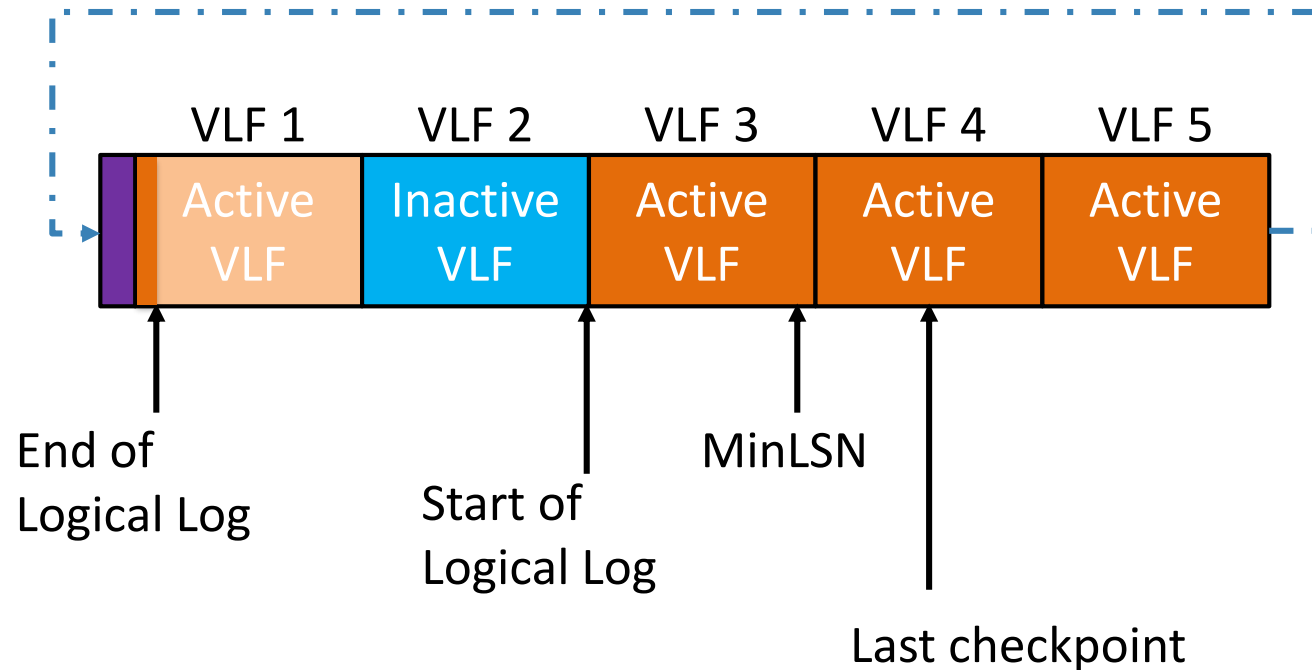 VLF 1
VLF 2
VLF 3
VLF 4
VLF 5
Active
VLF
Inactive
VLF
Active
VLF
Active
VLF
Active
VLF
End of
Logical Log
Start of
Logical Log
MinLSN
Last checkpoint